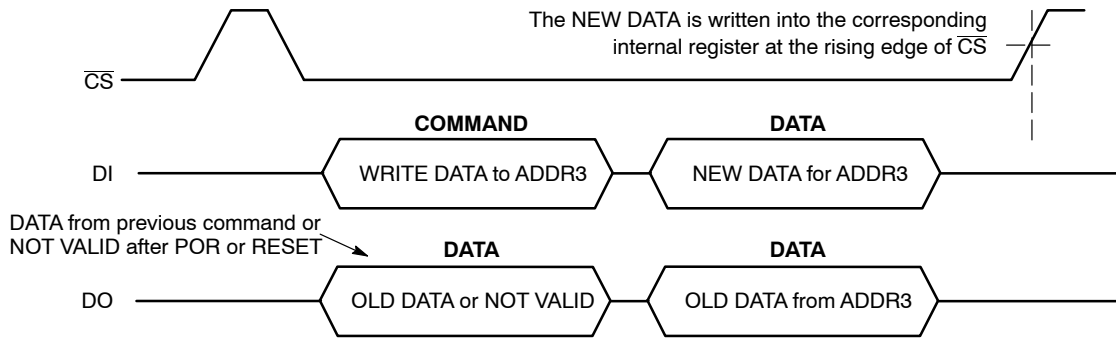 The NEW DATA is written into the corresponding
internal register at the rising edge of C̅S̅
C̅S̅
COMMAND
DATA
DI
WRITE DATA to ADDR3
NEW DATA for ADDR3
DATA from previous command or
NOT VALID after POR or RESET
DATA
DATA
DO
OLD DATA or NOT VALID
OLD DATA from ADDR3